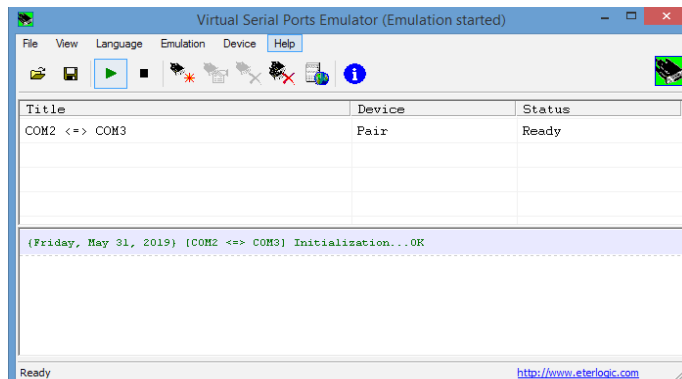 Virtual Serial Ports Emulator (Emulation started)
File View Language Emulation Device Help
Title Device Status
COM2 <=> COM3 Pair Ready
{Friday, May 31, 2019} [COM2 <=> COM3] Initialization...OK
Ready http://www.eterlogic.com